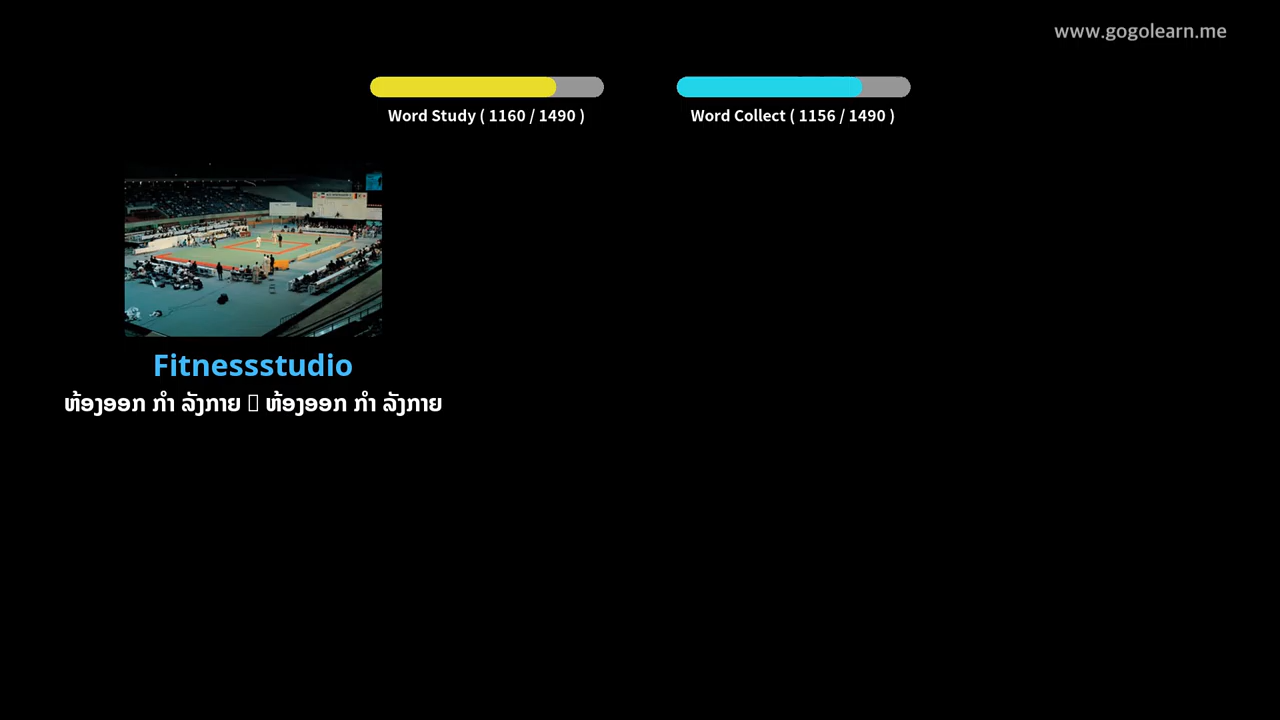 www.gogolearn.me
Word Study ( 1160 / 1490 )
Word Collect ( 1156 / 1490 )
Fitnessstudio
ຫ້ອງອອກ ກຳ ລັງກາຍ ▯ ຫ້ອງອອກ ກຳ ລັງກາຍ